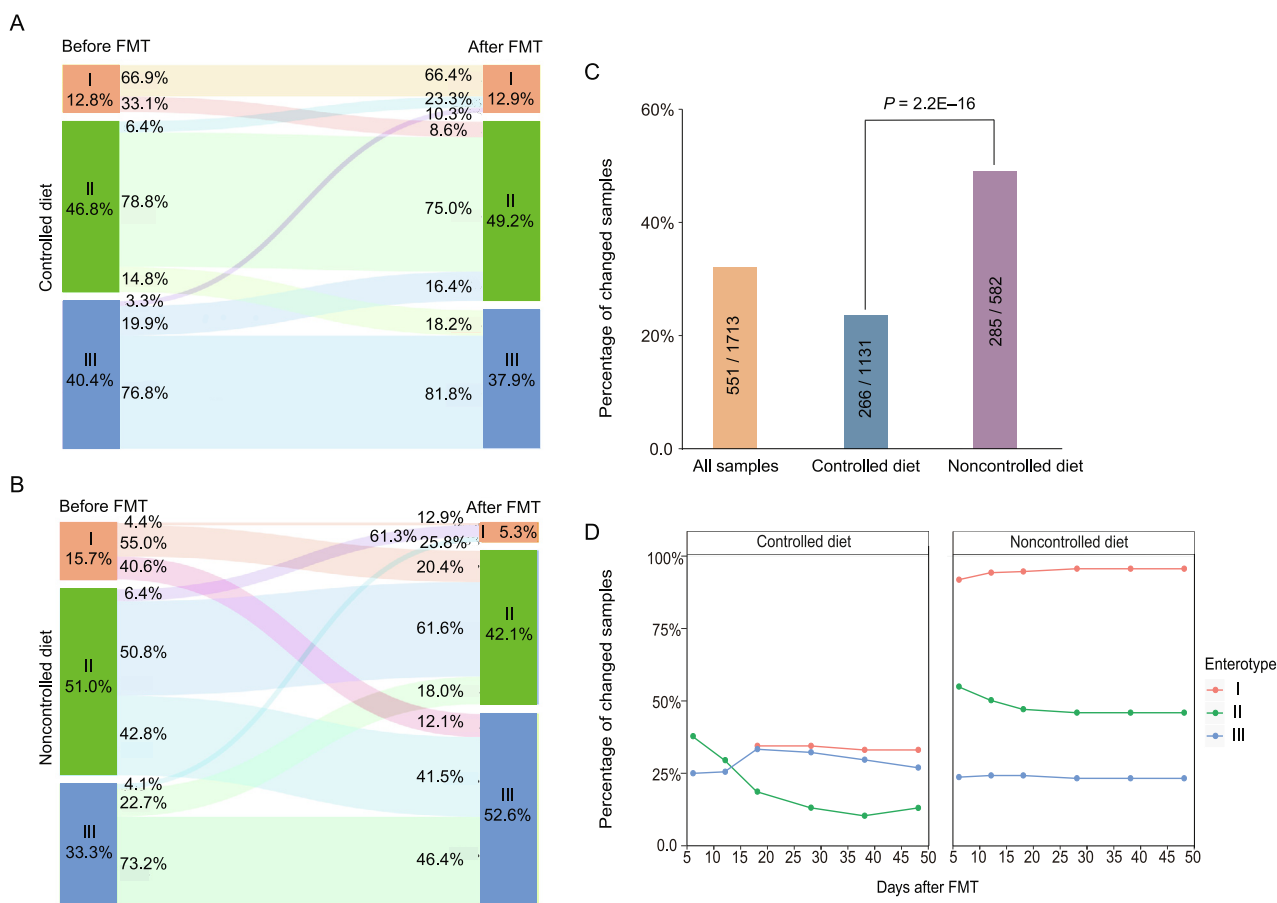 A
Before FMT
After FMT
Controlled diet
I
12.8%
II
46.8%
III
40.4%
66.9%
33.1%
6.4%
78.8%
14.8%
3.3%
19.9%
76.8%
66.4%
23.3%
10.3%
8.6%
75.0%
16.4%
18.2%
81.8%
I
12.9%
II
49.2%
III
37.9%
B
Before FMT
After FMT
Noncontrolled diet
I
15.7%
II
51.0%
III
33.3%
4.4%
55.0%
40.6%
6.4%
50.8%
42.8%
4.1%
22.7%
73.2%
12.9%
61.3%
25.8%
20.4%
61.6%
18.0%
12.1%
41.5%
46.4%
I 5.3%
II
42.1%
III
52.6%
C
P = 2.2E–16
Percentage of changed samples
60%
40%
20%
0.0
551 / 1713
266 / 1131
285 / 582
All samples
Controlled diet
Noncontrolled diet
D
Controlled diet
Noncontrolled diet
Percentage of changed samples
100%
75%
50%
25%
0.0
5 10 15 20 25 30 35 40 45 50
5 10 15 20 25 30 35 40 45 50
Days after FMT
Enterotype
I
II
III